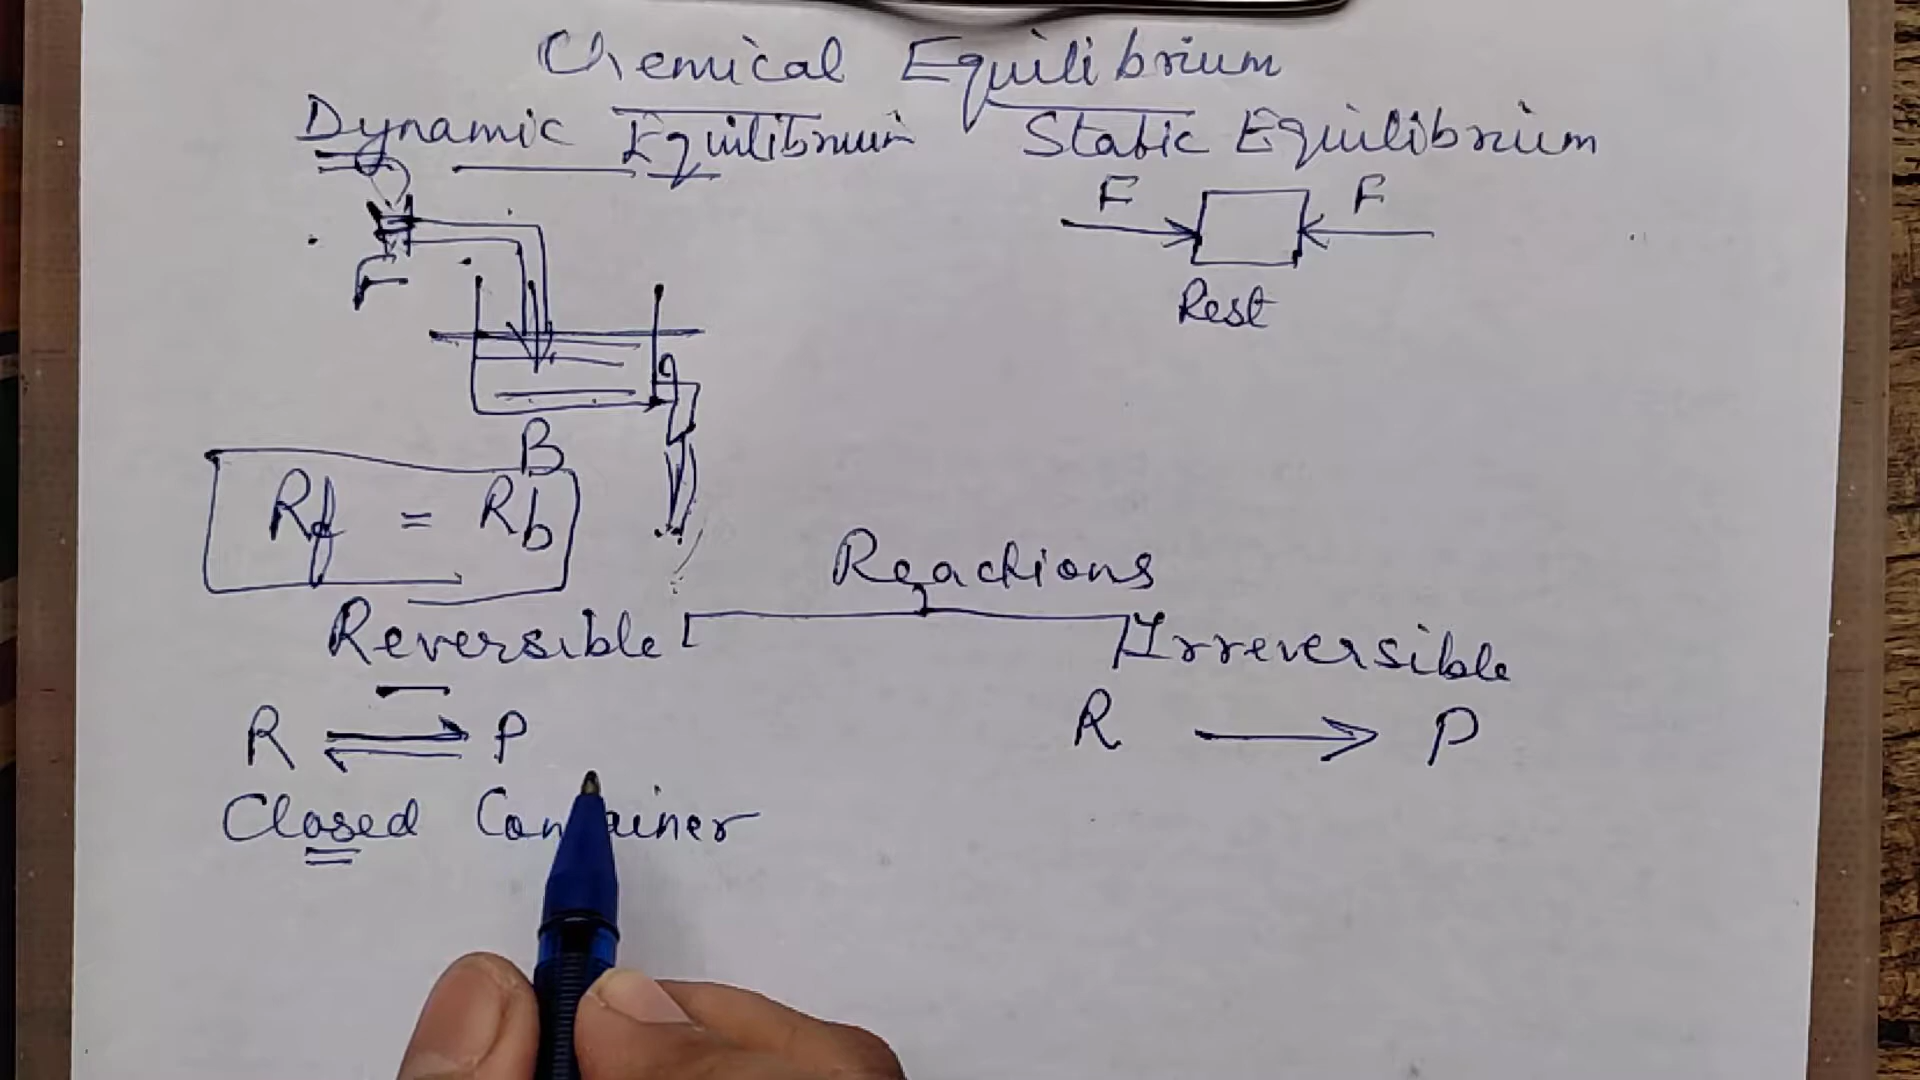 Chemical Equilibrium
Dynamic Equilibrium Static Equilibrium
F F
Rest
B
Rf = Rb
Reactions
Reversible Irreversible
R ⇌ P R → P
Closed Container